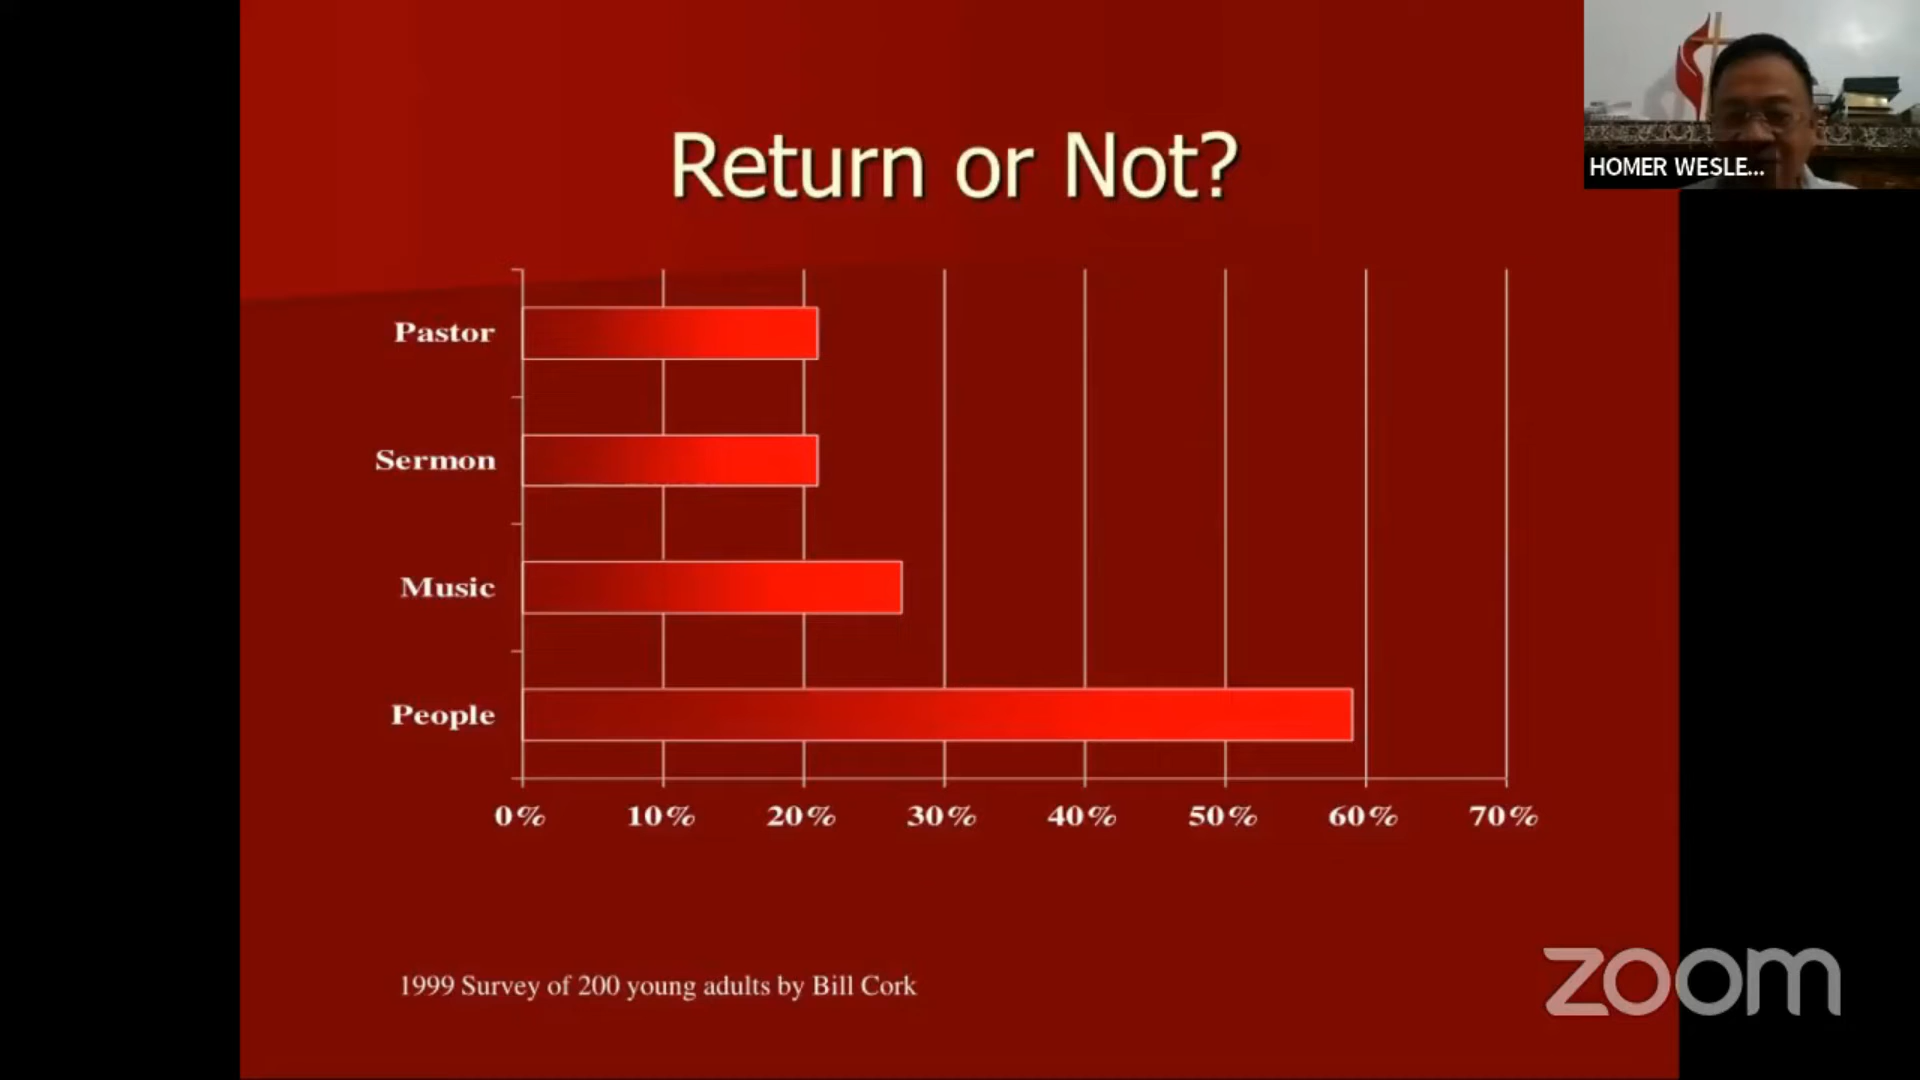 Return or Not?
HOMER WESLE...
Pastor
Sermon
Music
People
0% 10% 20% 30% 40% 50% 60% 70%
1999 Survey of 200 young adults by Bill Cork
zoom